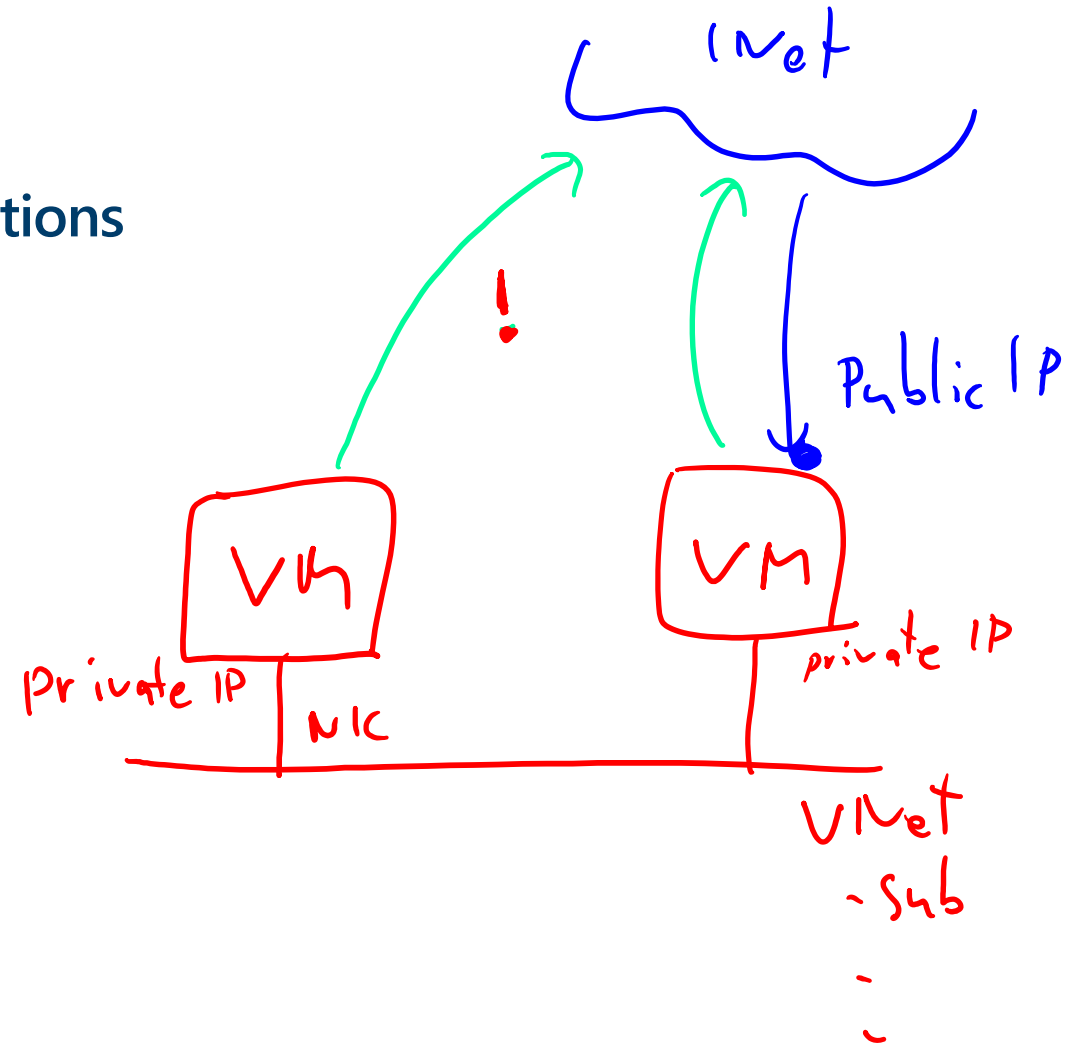 INet
tions
!
Public IP
VM
VM
private IP
private IP
NIC
VNet
- Sub
-
-